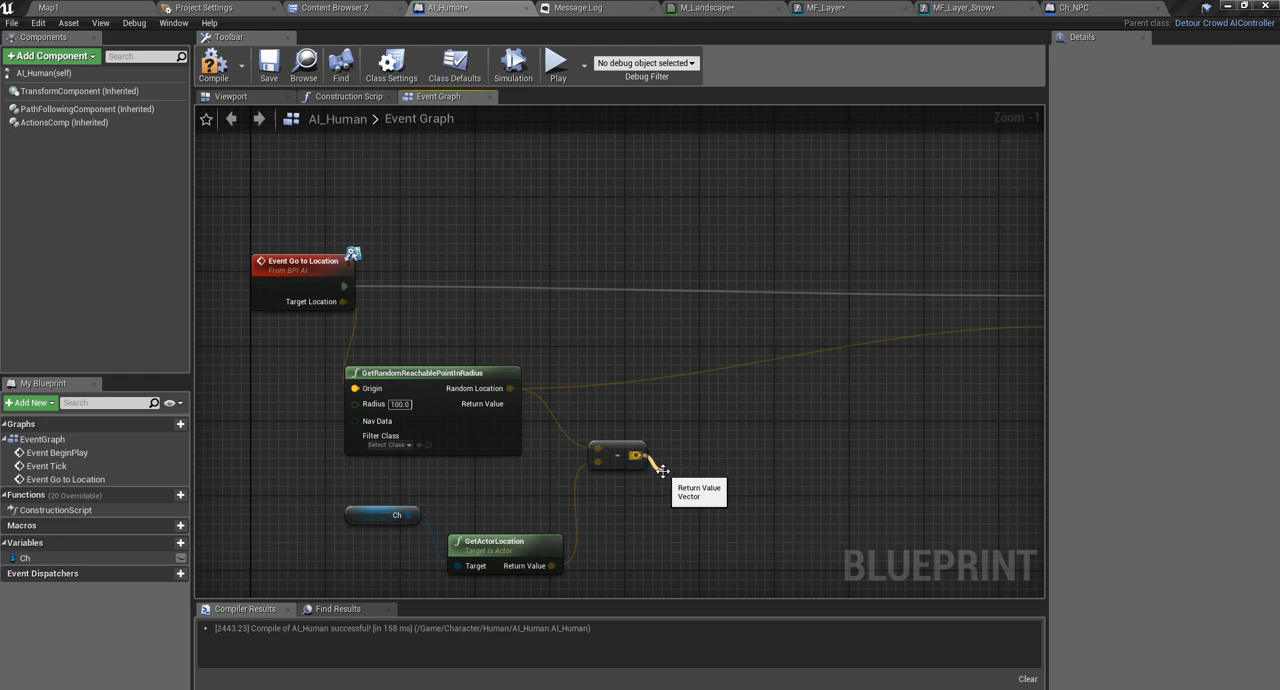 Map1
Project Settings
Content Browser 2
AI_Human*
Message Log
M_Landscape*
MF_Layer*
MF_Layer_Snow*
Ch_NPC
File Edit Asset View Debug Window Help
Parent class: Detour Crowd AIController
Components
+ Add Component
Search
AI_Human(self)
TransformComponent (Inherited)
PathFollowingComponent (Inherited)
ActionsComp (Inherited)
Toolbar
Compile
Save
Browse
Find
Class Settings
Class Defaults
Simulation
Play
No debug object selected
Debug Filter
Details
Viewport
Construction Scrip
Event Graph
AI_Human > Event Graph
Zoom -1
Event Go to Location
From BPI AI
Target Location
GetRandomReachablePointInRadius
Origin
Random Location
Radius 100.0
Return Value
Nav Data
Filter Class
Select Class
-
Return Value
Vector
Ch
GetActorLocation
Target is Actor
Target
Return Value
BLUEPRINT
My Blueprint
+ Add New
Search
Graphs
EventGraph
Event BeginPlay
Event Tick
Event Go to Location
Functions (20 Overridable)
ConstructionScript
Macros
Variables
Ch
Event Dispatchers
Compiler Results
Find Results
[2443.23] Compile of AI_Human successful! [in 158 ms] (/Game/Character/Human/AI_Human.AI_Human)
Clear